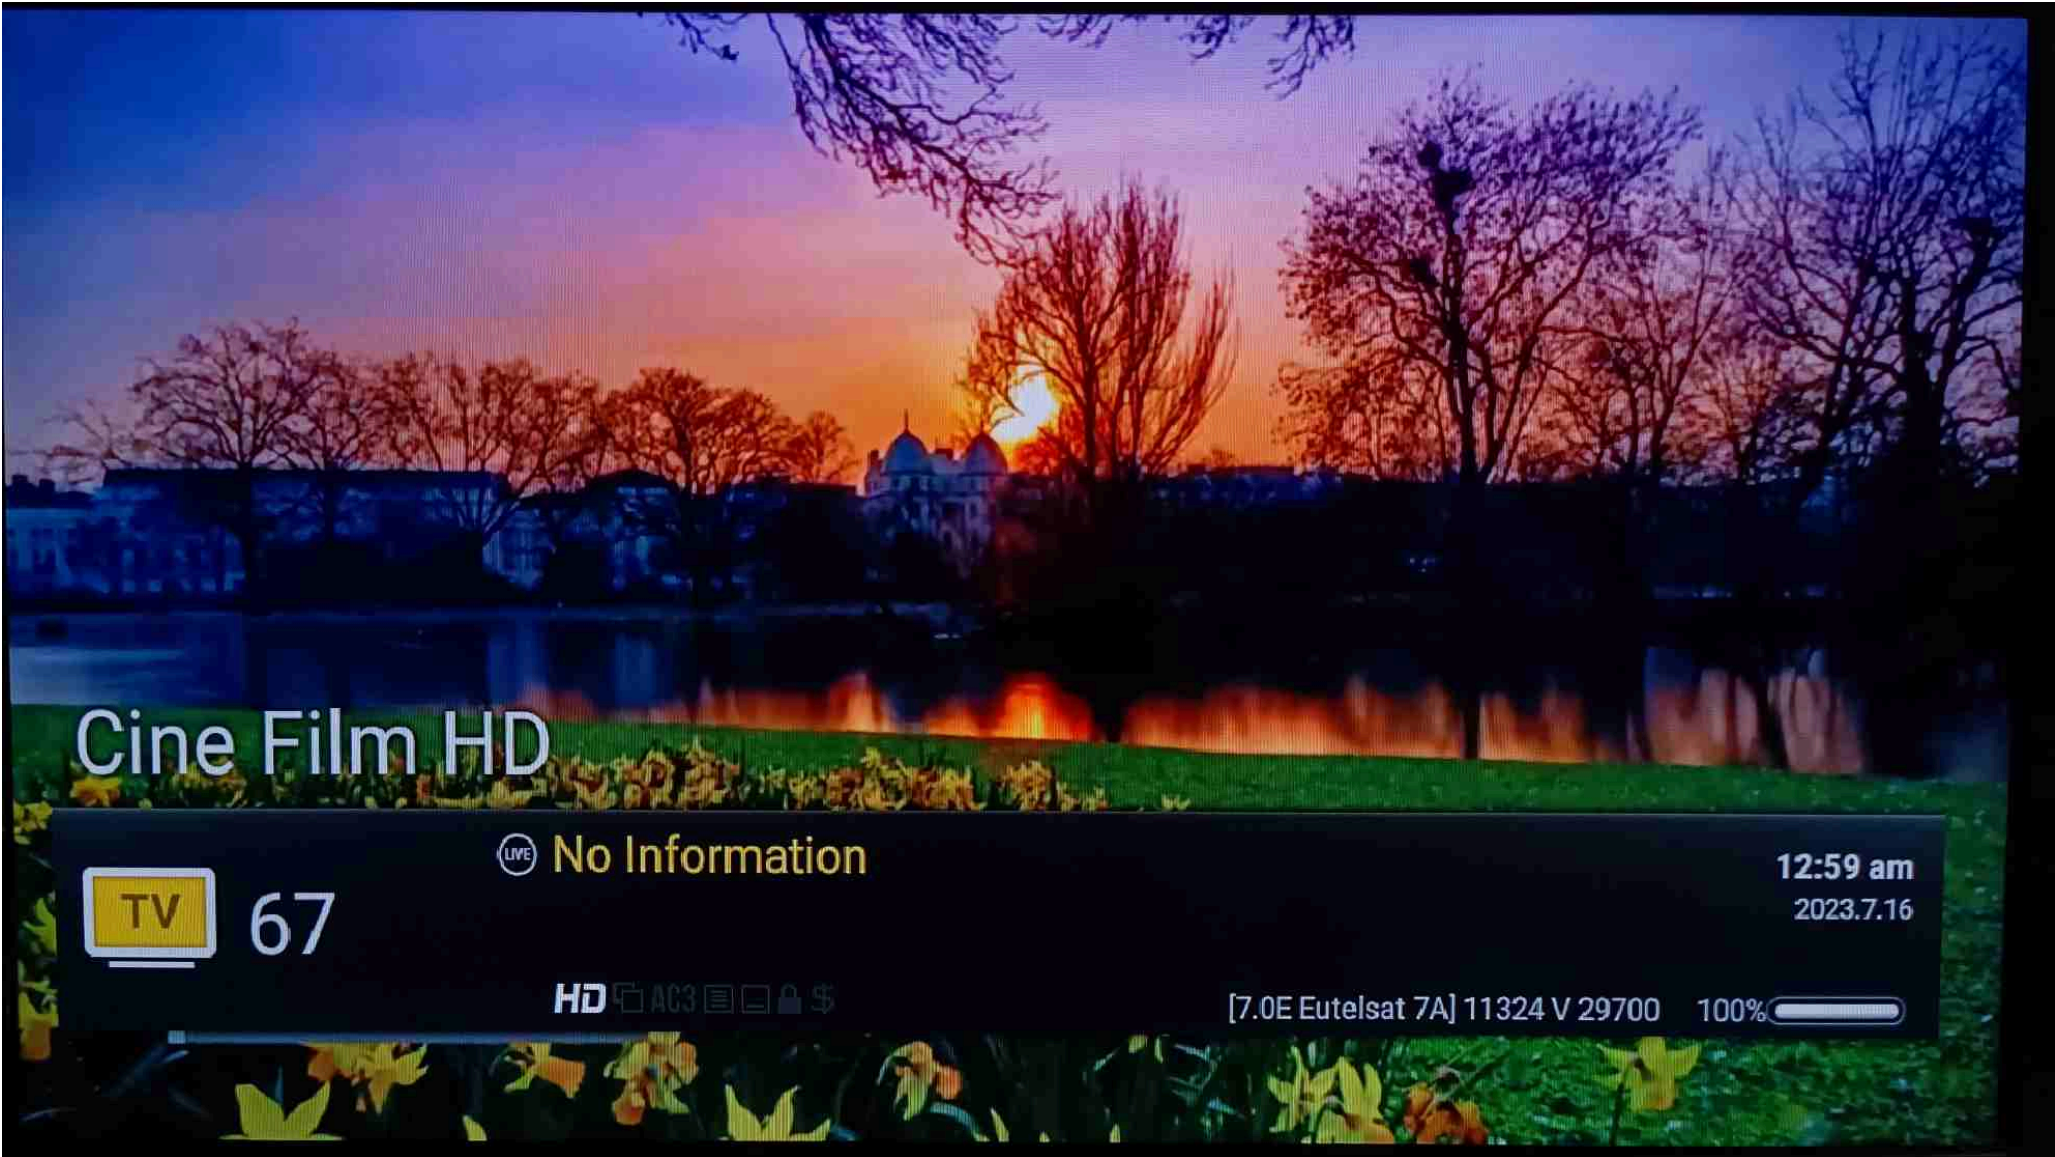 Cine Film HD
LIVE No Information
12:59 am
TV 67
2023.7.16
HD AC3 $
[7.0E Eutelsat 7A] 11324 V 29700 100%